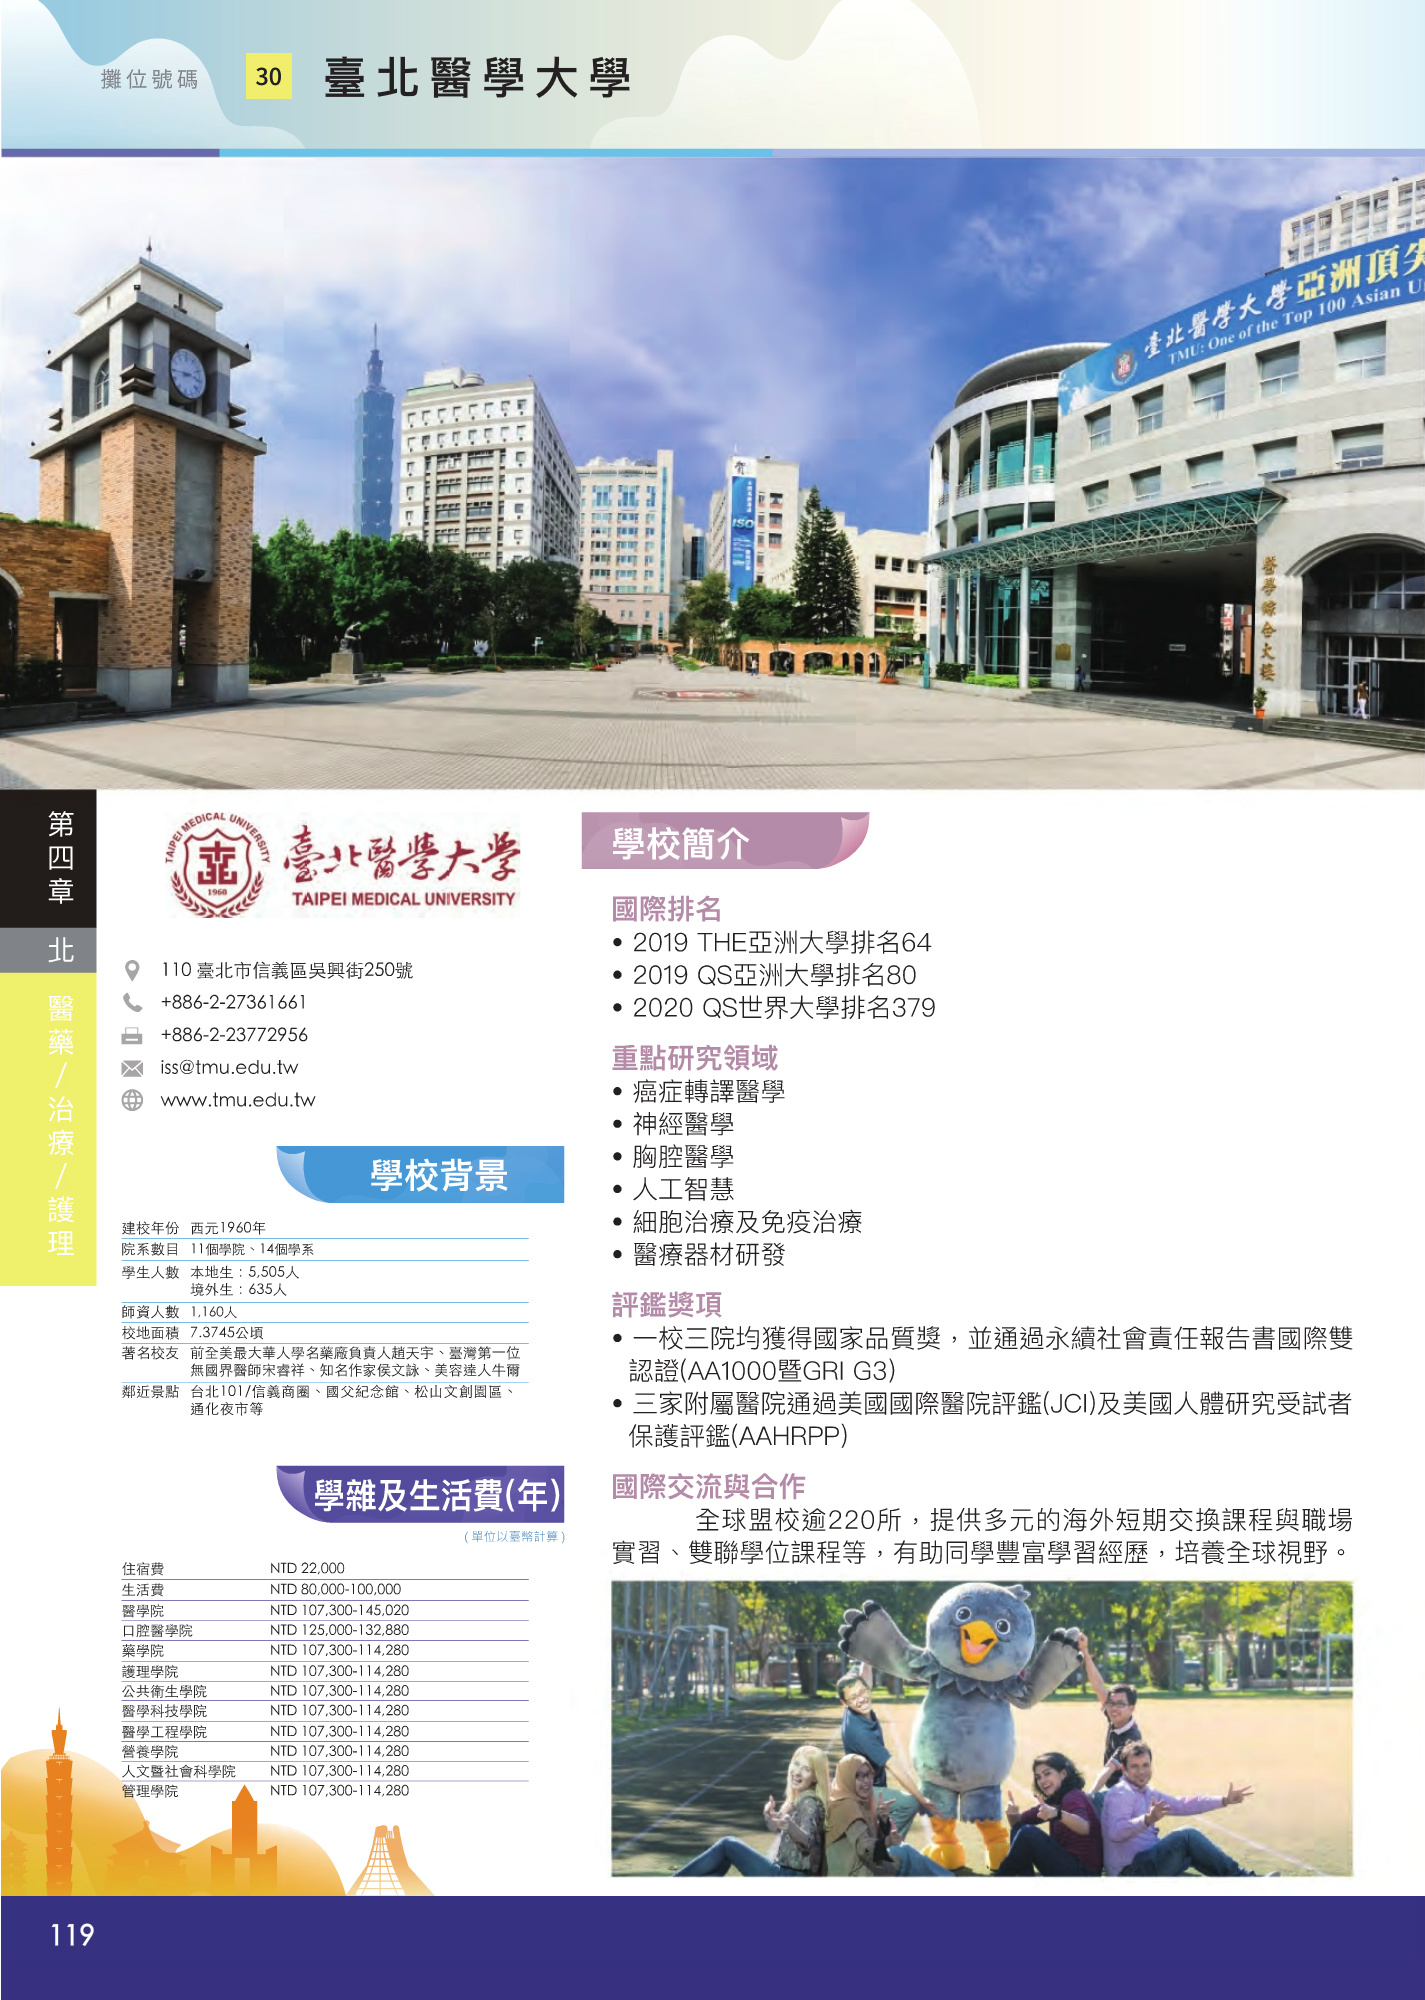 攤位號碼 30 臺北醫學大學
臺北醫學大學 亞洲頂尖
TMU: One of the Top 100 Asian U
ISO
醫學綜合大樓
第四章
北
醫藥/治療/護理
TAIPEI MEDICAL UNIVERSITY
1960
臺北醫學大學
TAIPEI MEDICAL UNIVERSITY
110 臺北市信義區吳興街250號
+886-2-27361661
+886-2-23772956
iss@tmu.edu.tw
www.tmu.edu.tw
學校背景
建校年份 西元1960年
院系數目 11個學院、14個學系
學生人數 本地生：5,505人
境外生：635人
師資人數 1,160人
校地面積 7.3745公頃
著名校友 前全美最大華人學名藥廠負責人趙天宇、臺灣第一位
無國界醫師宋睿祥、知名作家侯文詠、美容達人牛爾
鄰近景點 台北101/信義商圈、國父紀念館、松山文創園區、
通化夜市等
學雜及生活費(年)
(單位以臺幣計算)
住宿費 NTD 22,000
生活費 NTD 80,000-100,000
醫學院 NTD 107,300-145,020
口腔醫學院 NTD 125,000-132,880
藥學院 NTD 107,300-114,280
護理學院 NTD 107,300-114,280
公共衛生學院 NTD 107,300-114,280
醫學科技學院 NTD 107,300-114,280
醫學工程學院 NTD 107,300-114,280
營養學院 NTD 107,300-114,280
人文暨社會科學院 NTD 107,300-114,280
管理學院 NTD 107,300-114,280
學校簡介
國際排名
• 2019 THE亞洲大學排名64
• 2019 QS亞洲大學排名80
• 2020 QS世界大學排名379
重點研究領域
• 癌症轉譯醫學
• 神經醫學
• 胸腔醫學
• 人工智慧
• 細胞治療及免疫治療
• 醫療器材研發
評鑑獎項
• 一校三院均獲得國家品質獎，並通過永續社會責任報告書國際雙
認證(AA1000暨GRI G3)
• 三家附屬醫院通過美國國際醫院評鑑(JCI)及美國人體研究受試者
保護評鑑(AAHRPP)
國際交流與合作
全球盟校逾220所，提供多元的海外短期交換課程與職場
實習、雙聯學位課程等，有助同學豐富學習經歷，培養全球視野。
119